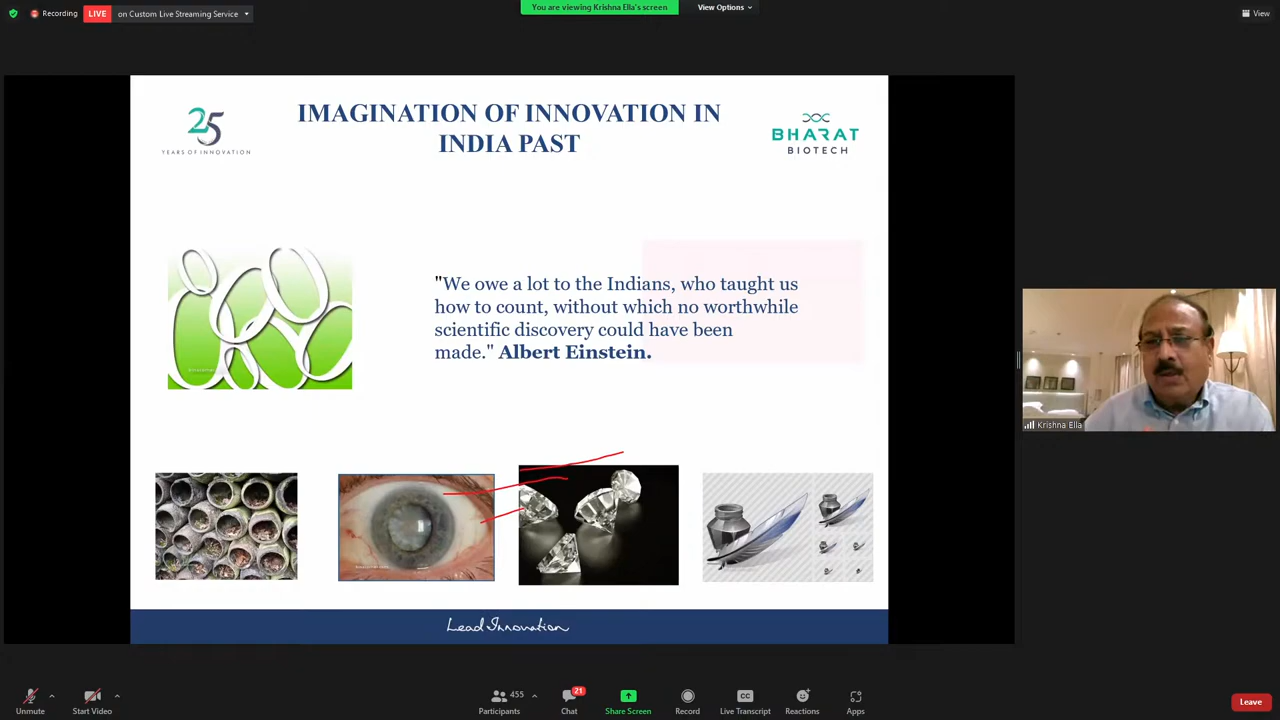 Recording
LIVE
on Custom Live Streaming Service
You are viewing Krishna Ella's screen
View Options
View
25
YEARS OF INNOVATION
IMAGINATION OF INNOVATION IN
INDIA PAST
BHARAT
BIOTECH
"We owe a lot to the Indians, who taught us
how to count, without which no worthwhile
scientific discovery could have been
made." Albert Einstein.
Krishna Ella
Lead Innovation
Unmute
Start Video
455
Participants
21
Chat
Share Screen
Record
CC
Live Transcript
Reactions
Apps
Leave